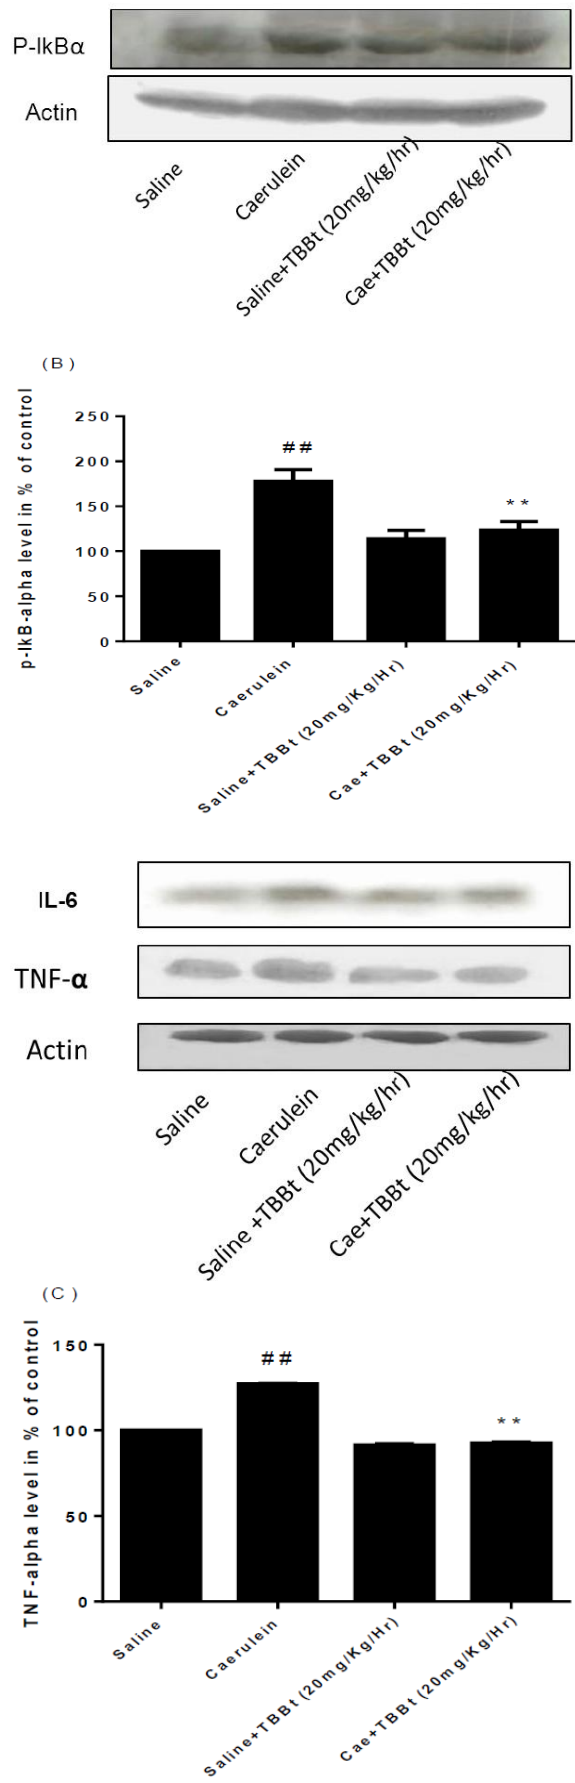 P-IkBα
Actin
Saline
Caerulein
Saline+TBBt (20mg/kg/hr)
Cae+TBBt (20mg/kg/hr)
(B)
p-IkB-alpha level in % of control
250
200
150
100
50
0
##
**
Saline
Caerulein
Saline+TBBt (20mg/Kg/Hr)
Cae+TBBt (20mg/Kg/Hr)
IL-6
TNF-α
Actin
Saline
Caerulein
Saline +TBBt (20mg/kg/hr)
Cae+TBBt (20mg/kg/hr)
(C)
TNF-alpha level in % of control
150
100
50
0
##
**
Saline
Caerulein
Saline+TBBt (20mg/Kg/Hr)
Cae+TBBt (20mg/Kg/Hr)